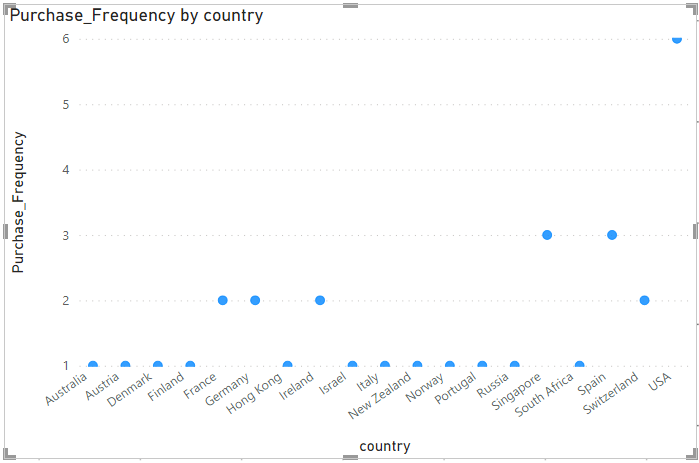 Purchase_Frequency by country
6
5
4
3
2
1
Purchase_Frequency
Australia
Austria
Denmark
Finland
France
Germany
Hong Kong
Ireland
Israel
Italy
New Zealand
Norway
Portugal
Russia
Singapore
South Africa
Spain
Switzerland
USA
country